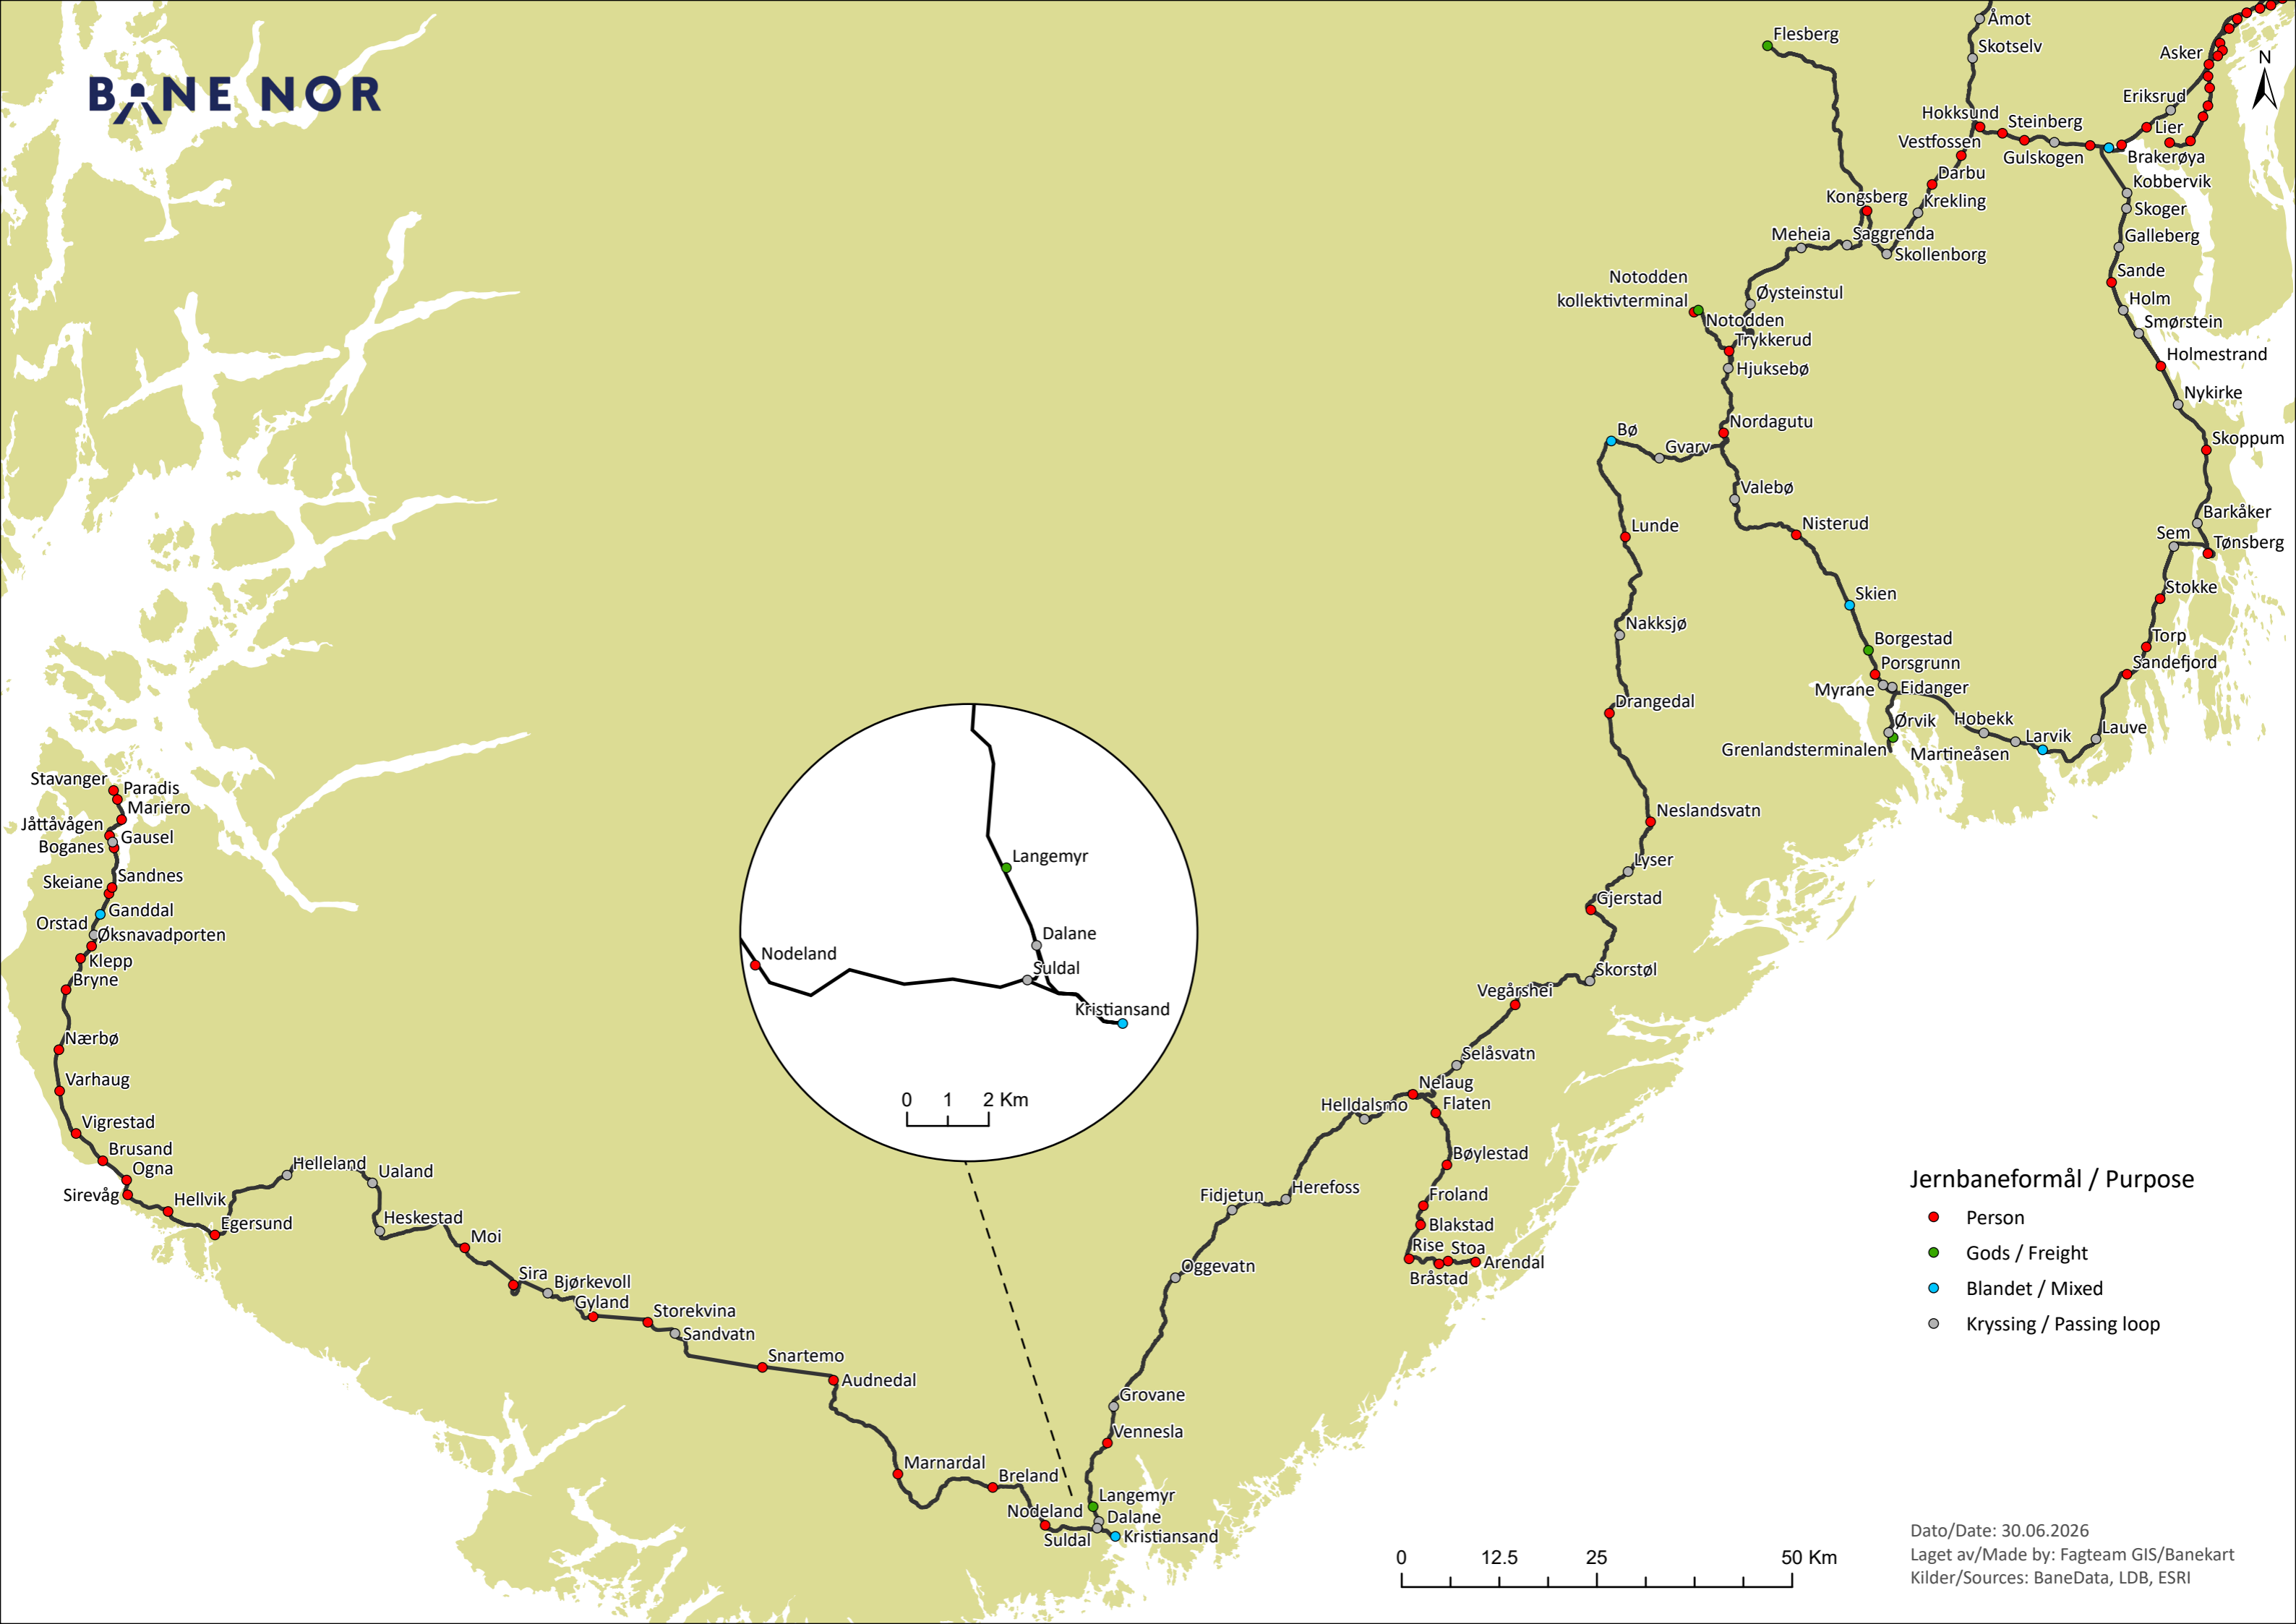 BANE NOR
Flesberg
Åmot
Skotselv
Asker
N
Eriksrud
Hokksund
Steinberg
Lier
Vestfossen
Gulskogen
Brakerøya
Darbu
Kobbervik
Kongsberg
Krekling
Skoger
Meheia
Saggrenda
Galleberg
Skollenborg
Notodden
kollektivterminal
Sande
Øysteinstul
Holm
Notodden
Smørstein
Trykkerud
Holmestrand
Hjuksebø
Nykirke
Nordagutu
Bø
Skoppum
Gvarv
Valebø
Barkåker
Lunde
Nisterud
Sem
Tønsberg
Stokke
Skien
Nakksjø
Borgestad
Torp
Porsgrunn
Sandefjord
Myrane
Eidanger
Drangedal
Ørvik
Hobekk
Lauve
Larvik
Grenlandsterminalen
Martineåsen
Stavanger
Paradis
Mariero
Jåttåvågen
Gausel
Boganes
Neslandsvatn
Skeiane
Sandnes
Lyser
Ganddal
Gjerstad
Orstad
Øksnavadporten
Klepp
Bryne
Skorstøl
Vegårshei
Nærbø
Selåsvatn
Varhaug
Nelaug
Helldalsmo
Flaten
Vigrestad
Brusand
Bøylestad
Ogna
Helleland
Ualand
Sirevåg
Hellvik
Fidjetun
Herefoss
Froland
Egersund
Heskestad
Blakstad
Moi
Rise
Stoa
Arendal
Bråstad
Oggevatn
Sira
Bjørkevoll
Gyland
Storekvina
Sandvatn
Snartemo
Audnedal
Grovane
Vennesla
Marnardal
Breland
Langemyr
Nodeland
Dalane
Suldal
Kristiansand
Langemyr
Dalane
Nodeland
Suldal
Kristiansand
0 1 2 Km
Jernbaneformål / Purpose
Person
Gods / Freight
Blandet / Mixed
Kryssing / Passing loop
0 12.5 25 50 Km
Dato/Date: 30.06.2026
Laget av/Made by: Fagteam GIS/Banekart
Kilder/Sources: BaneData, LDB, ESRI